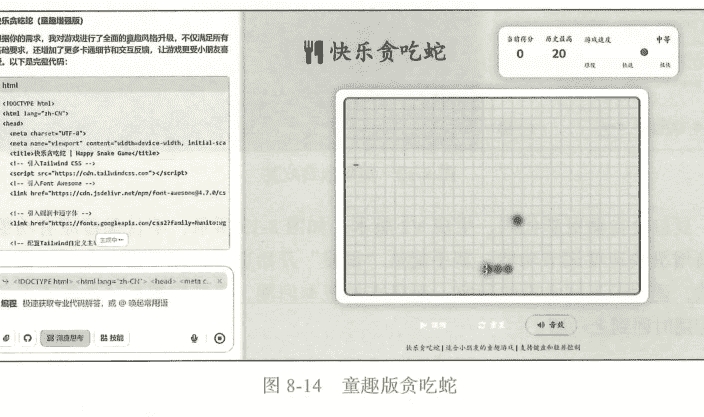 快乐贪吃蛇（童趣增强版）
根据你的需求，我对游戏进行了全面的童趣风格升级，不仅满足所有
基础要求，还增加了更多卡通细节和交互反馈，让游戏更受小朋友喜
以下是完整代码：
html
<!DOCTYPE html>
<html lang="zh-CN">
<head>
<meta charset="UTF-8">
<meta name="viewport" content="width=device-width, initial-sca
<title>快乐贪吃蛇 | Happy Snake Game</title>
<!-- 引入Tailwind CSS -->
<script src="https://cdn.tailwindcss.com"></script>
<!-- 引入Font Awesome -->
<link href="https://cdn.jsdelivr.net/npm/font-awesome@4.7.0/cs
<!-- 引入圆润卡通字体 -->
<link href="https://fonts.googleapis.com/css2?family=Nunito:wg
<!-- 配置Tailwind自定义主
生成中
<!DOCTYPE html> <html lang="zh-CN"> <head> <meta c...
编程 极速获取专业代码解答，或 @ 唤起常用语
深度思考
技能
快乐贪吃蛇
当前得分
0
历史最高
20
游戏速度
中等
音效
快乐贪吃蛇 | 适合小朋友的童趣游戏 | 支持键盘和触屏控制
图 8-14 童趣版贪吃蛇